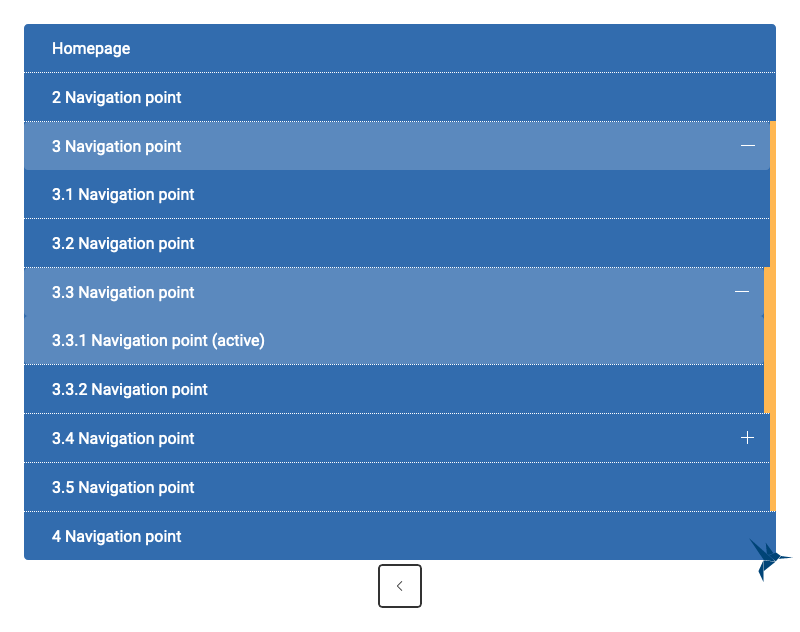 Homepage
2 Navigation point
3 Navigation point
3.1 Navigation point
3.2 Navigation point
3.3 Navigation point
3.3.1 Navigation point (active)
3.3.2 Navigation point
3.4 Navigation point
3.5 Navigation point
4 Navigation point